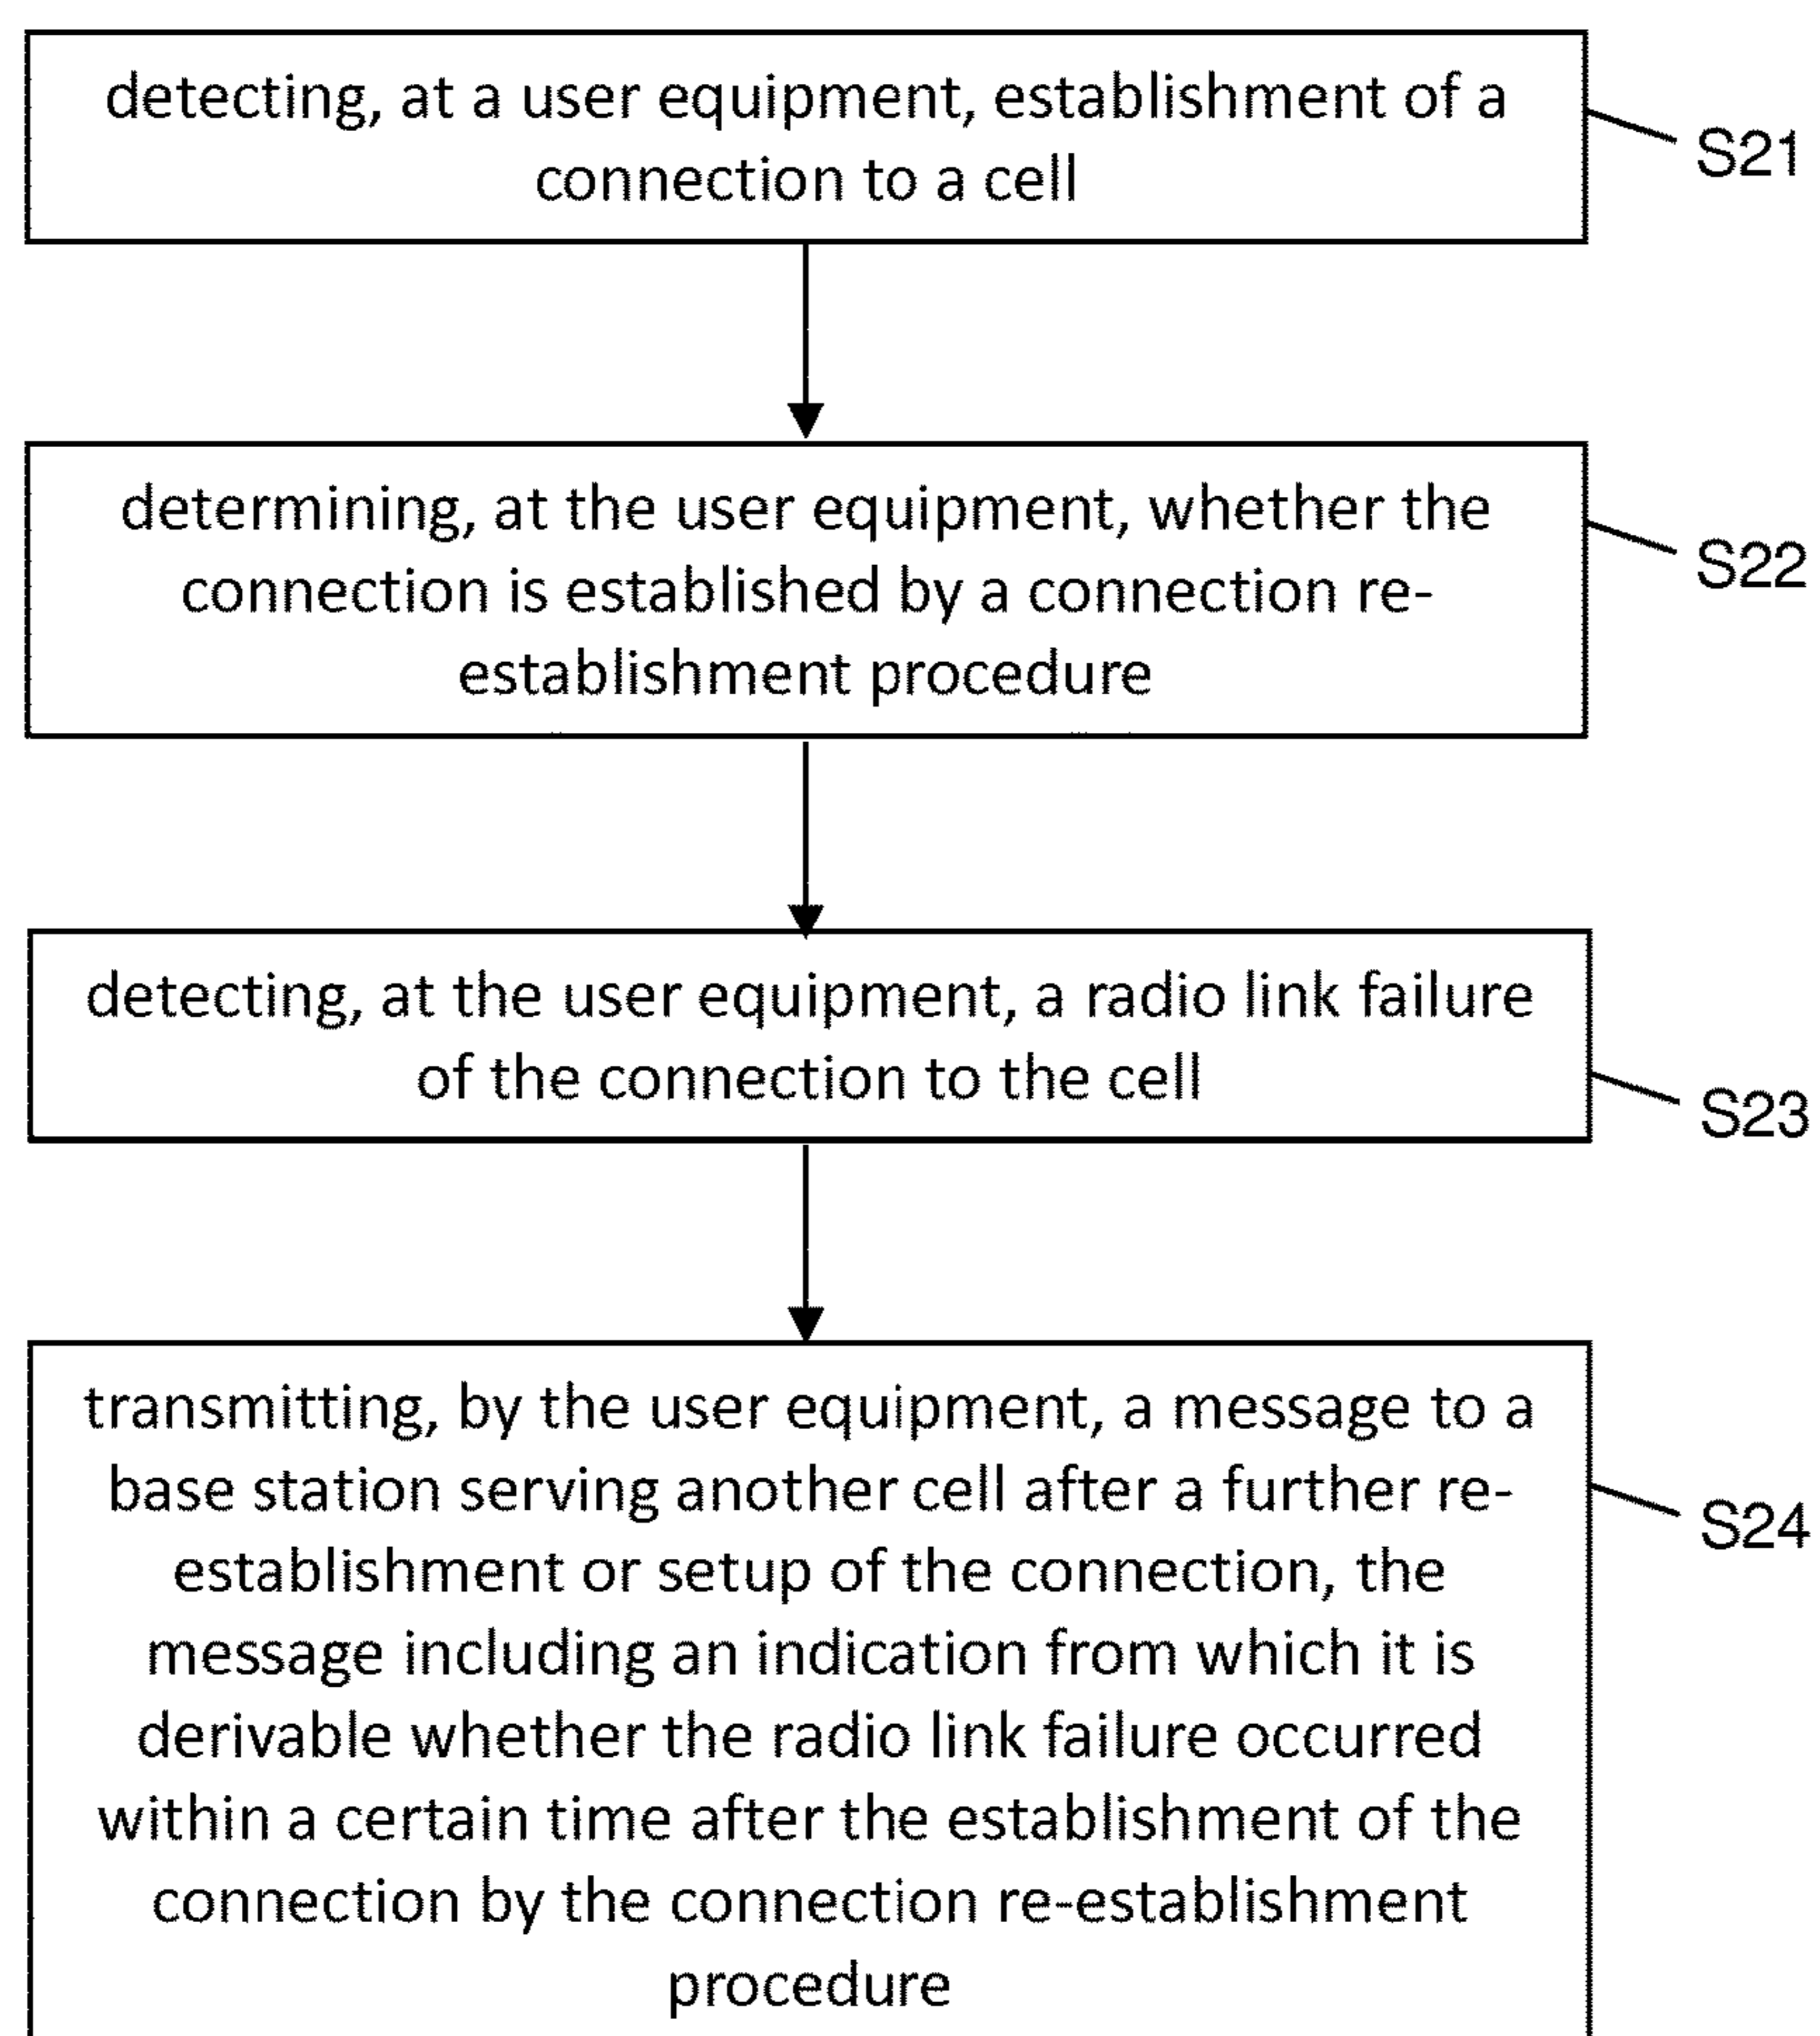 detecting, at a user equipment, establishment of a
connection to a cell
S21
determining, at the user equipment, whether the
connection is established by a connection re-
establishment procedure
S22
detecting, at the user equipment, a radio link failure
of the connection to the cell
S23
transmitting, by the user equipment, a message to a
base station serving another cell after a further re-
establishment or setup of the connection, the
message including an indication from which it is
derivable whether the radio link failure occurred
within a certain time after the establishment of the
connection by the connection re-establishment
procedure
S24